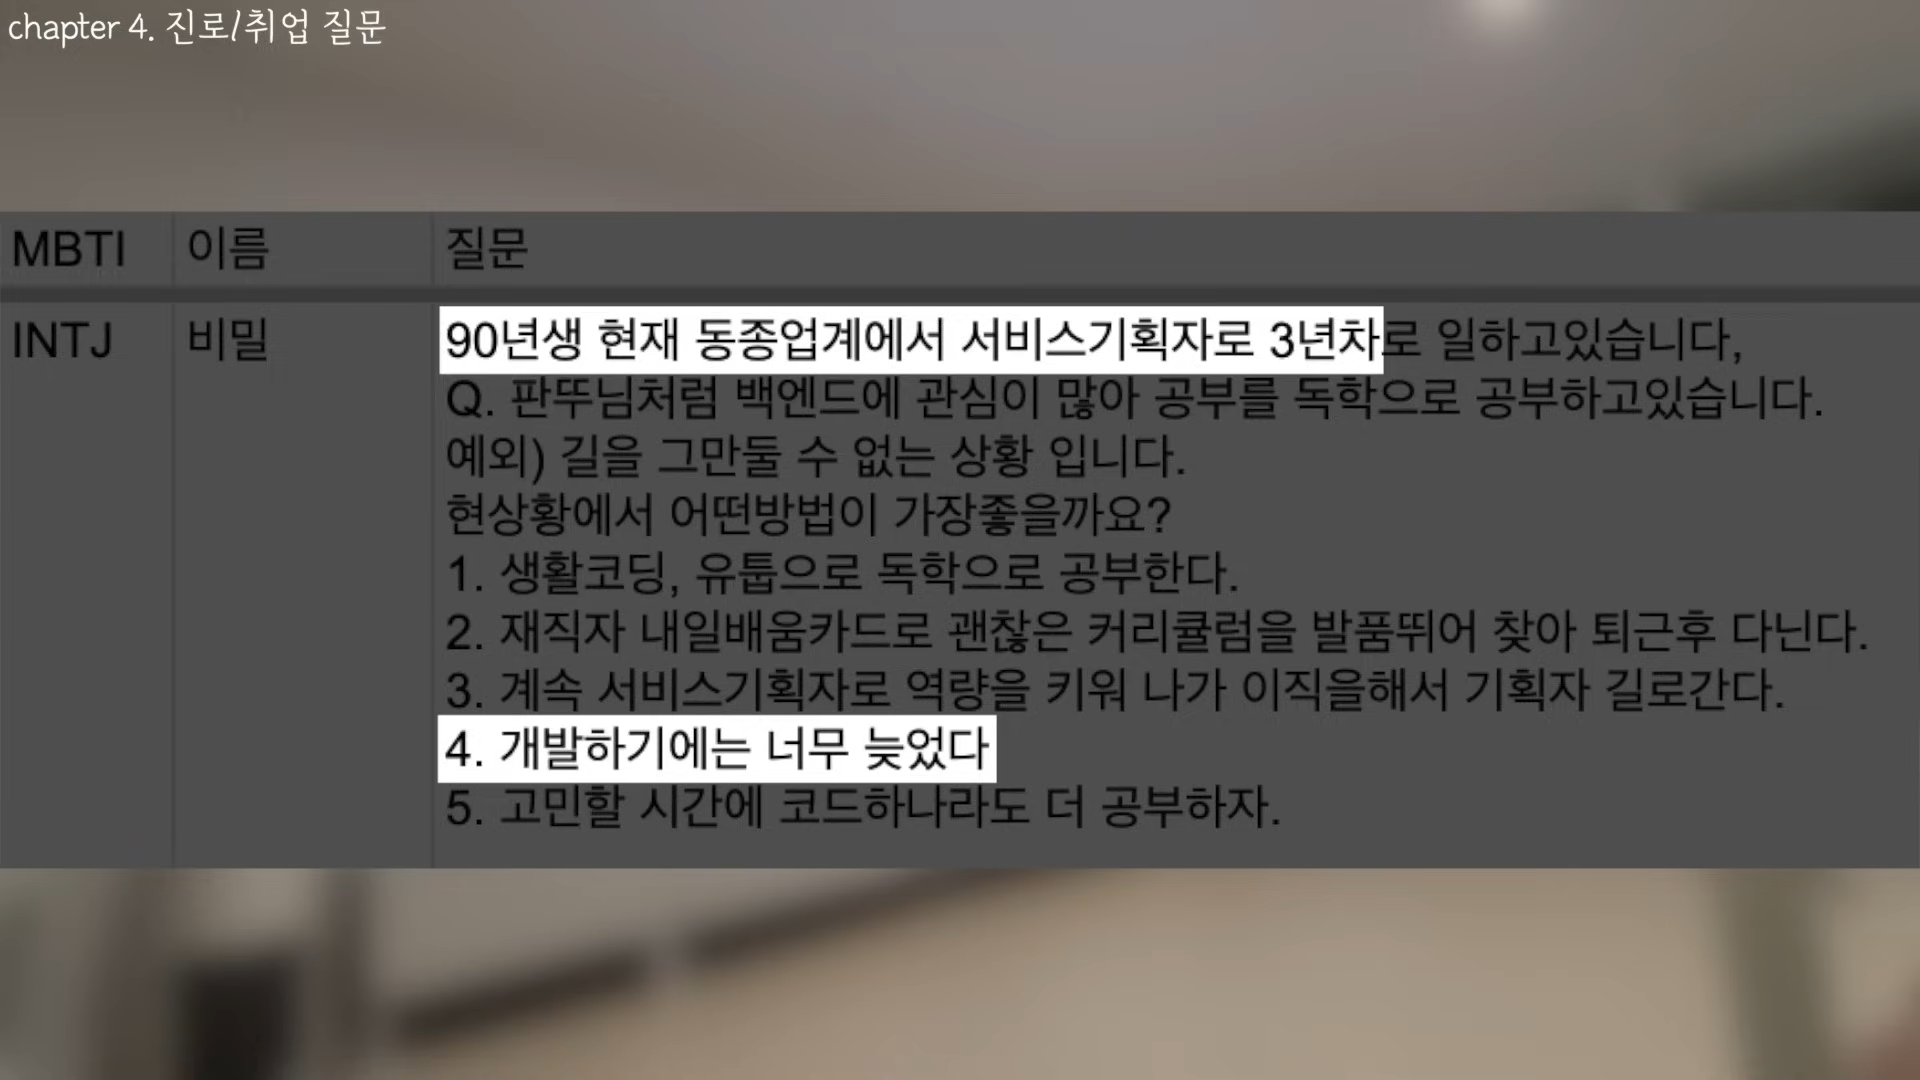 chapter 4. 진로/취업 질문
MBTI 이름 질문
INTJ 비밀 90년생 현재 동종업계에서 서비스기획자로 3년차로 일하고있습니다,
Q. 판뚜님처럼 백엔드에 관심이 많아 공부를 독학으로 공부하고있습니다.
예외) 길을 그만둘 수 없는 상황 입니다.
현상황에서 어떤방법이 가장좋을까요?
1. 생활코딩, 유툽으로 독학으로 공부한다.
2. 재직자 내일배움카드로 괜찮은 커리큘럼을 발품뛰어 찾아 퇴근후 다닌다.
3. 계속 서비스기획자로 역량을 키워 나가 이직을해서 기획자 길로간다.
4. 개발하기에는 너무 늦었다
5. 고민할 시간에 코드하나라도 더 공부하자.